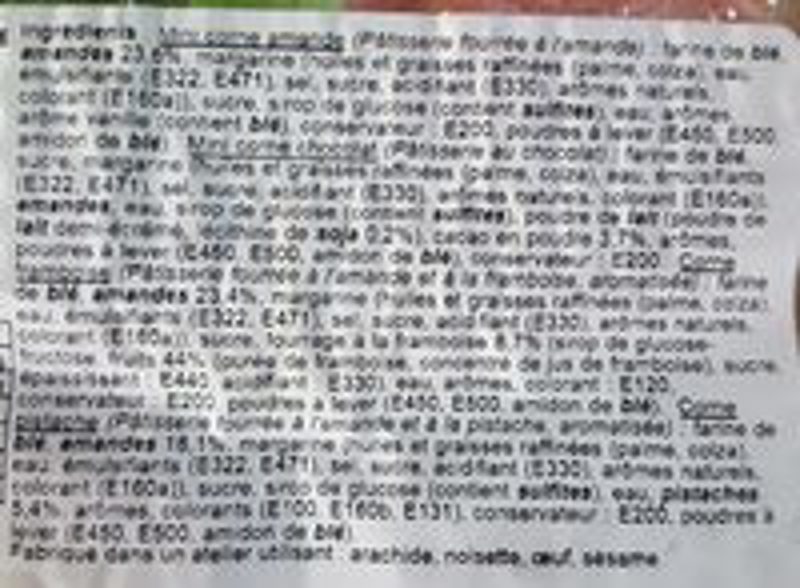 Ingrédients : Mini corne amande (Pâtisserie fourrée à l'amande) : farine de blé,
amandes 23,6%, margarine (huiles et graisses raffinées (palme, colza), eau,
émulsifiants (E322, E471), sel, sucre, acidifiant (E330), arômes naturels,
colorant (E160a)), sucre, sirop de glucose (contient sulfites), eau, arômes,
arôme vanille (contient blé), conservateur : E200, poudres à lever (E450, E500,
amidon de blé). Mini corne chocolat (Pâtisserie au chocolat) : farine de blé,
sucre, margarine (huiles et graisses raffinées (palme, colza), eau, émulsifiants
(E322, E471), sel, sucre, acidifiant (E330), arômes naturels, colorant (E160a)),
amandes, eau, sirop de glucose (contient sulfites), poudre de lait (poudre de
lait demi-écrémé, lécithine de soja 0,2%), cacao en poudre 3,7%, arômes,
poudres à lever (E450, E500, amidon de blé), conservateur : E200. Corne
framboise (Pâtisserie fourrée à l'amande et à la framboise, aromatisée) : farine
de blé, amandes 23,4%, margarine (huiles et graisses raffinées (palme, colza),
eau, émulsifiants (E322, E471), sel, sucre, acidifiant (E330), arômes naturels,
colorant (E160a)), sucre, fourrage à la framboise 6,7% (sirop de glucose-
fructose, fruits 44% (purée de framboise, concentré de jus de framboise), sucre,
épaississant : E440, acidifiant : E330), eau, arômes, colorant : E120,
conservateur : E200, poudres à lever (E450, E500, amidon de blé). Corne
pistache (Pâtisserie fourrée à l'amande et à la pistache, aromatisée) : farine de
blé, amandes 18,1%, margarine (huiles et graisses raffinées (palme, colza),
eau, émulsifiants (E322, E471), sel, sucre, acidifiant (E330), arômes naturels,
colorant (E160a)), sucre, sirop de glucose (contient sulfites), eau, pistaches
5,4%, arômes, colorants (E100, E160b, E131), conservateur : E200, poudres à
lever (E450, E500, amidon de blé).
Fabriqué dans un atelier utilisant : arachide, noisette, œuf, sésame